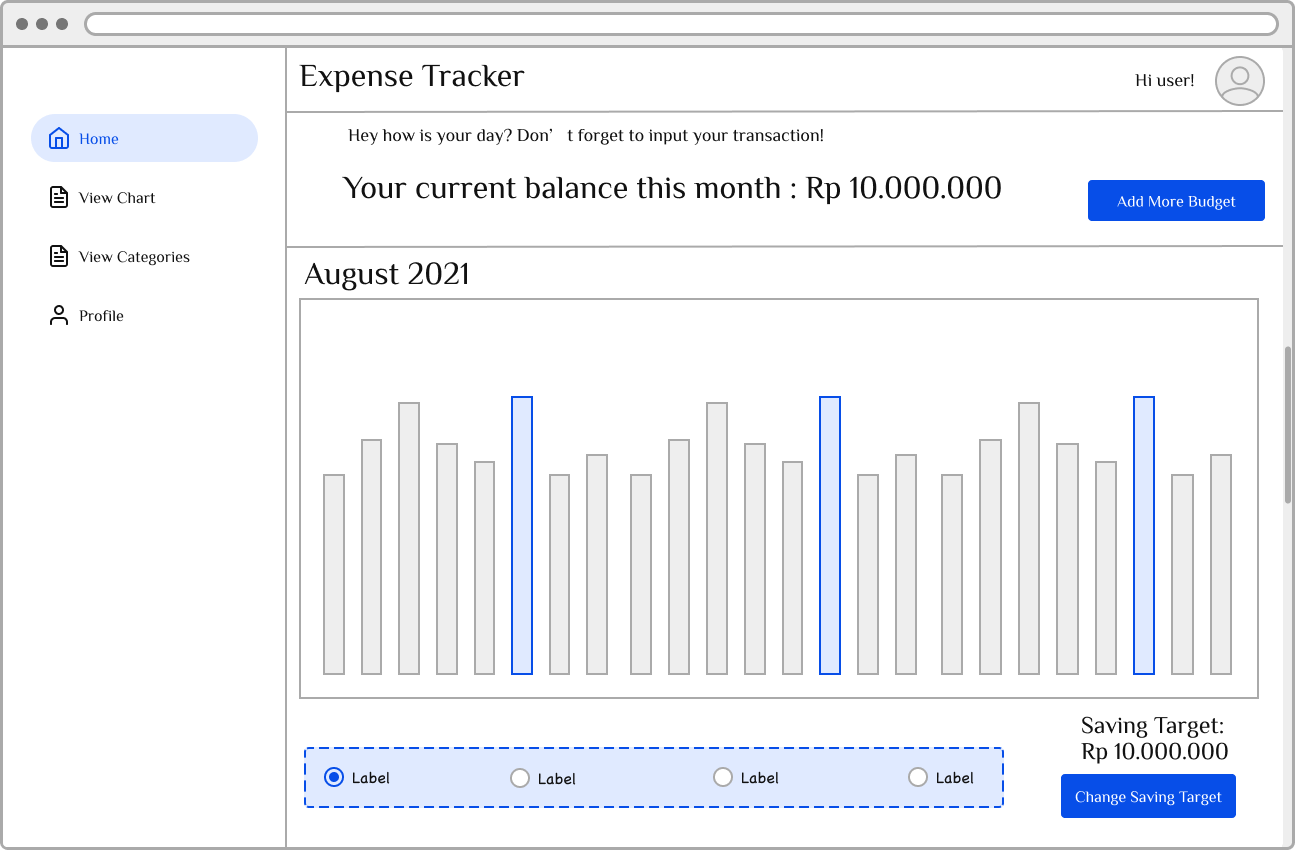 Expense Tracker
Hi user!
Home
View Chart
View Categories
Profile
Hey how is your day? Don’ t forget to input your transaction!
Your current balance this month : Rp 10.000.000
Add More Budget
August 2021
Saving Target:
Rp 10.000.000
Label
Label
Label
Label
Change Saving Target